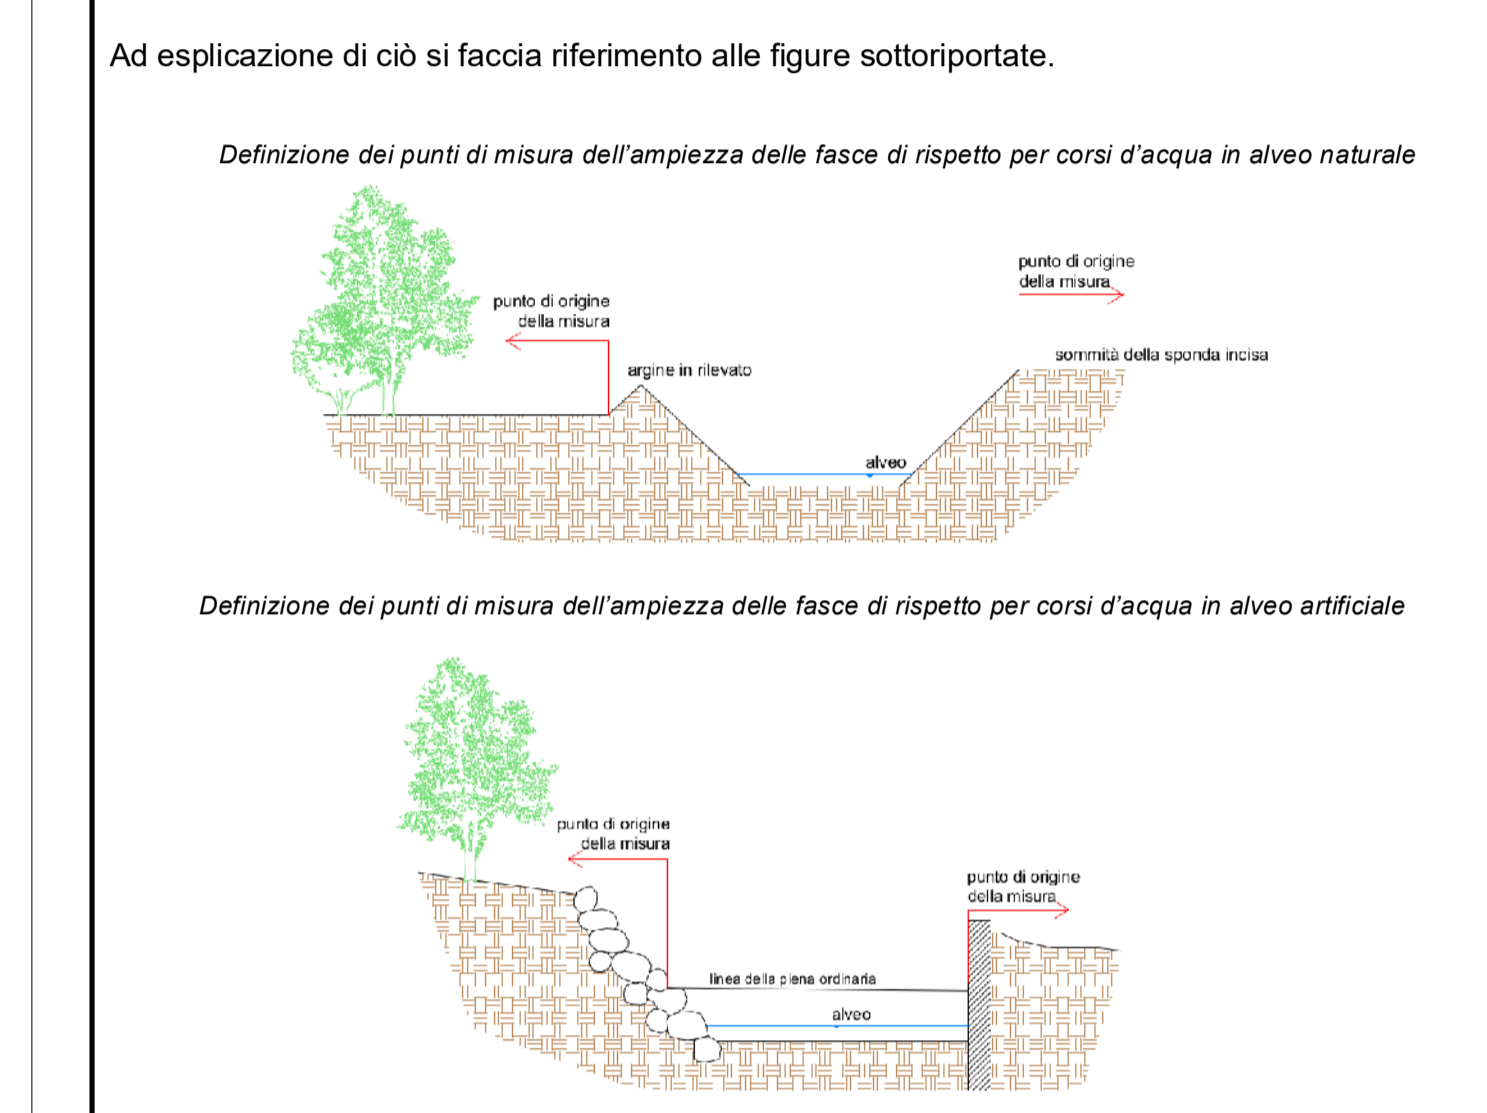 Ad esplicazione di ciò si faccia riferimento alle figure sottoriportate.
Definizione dei punti di misura dell'ampiezza delle fasce di rispetto per corsi d'acqua in alveo naturale
punto di origine
della misura
punto di origine
della misura
sommità della sponda incisa
argine in rilevato
alveo
Definizione dei punti di misura dell'ampiezza delle fasce di rispetto per corsi d'acqua in alveo artificiale
punto di origine
della misura
punto di origine
della misura
linea della piena ordinaria
alveo